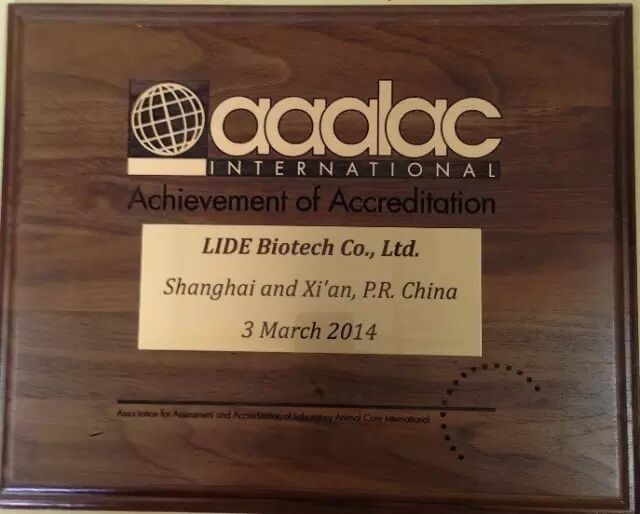 aaalac
INTERNATIONAL
Achievement of Accreditation
LIDE Biotech Co., Ltd.
Shanghai and Xi'an, P.R. China
3 March 2014
Association for Assessment and Accreditation of Laboratory Animal Care International